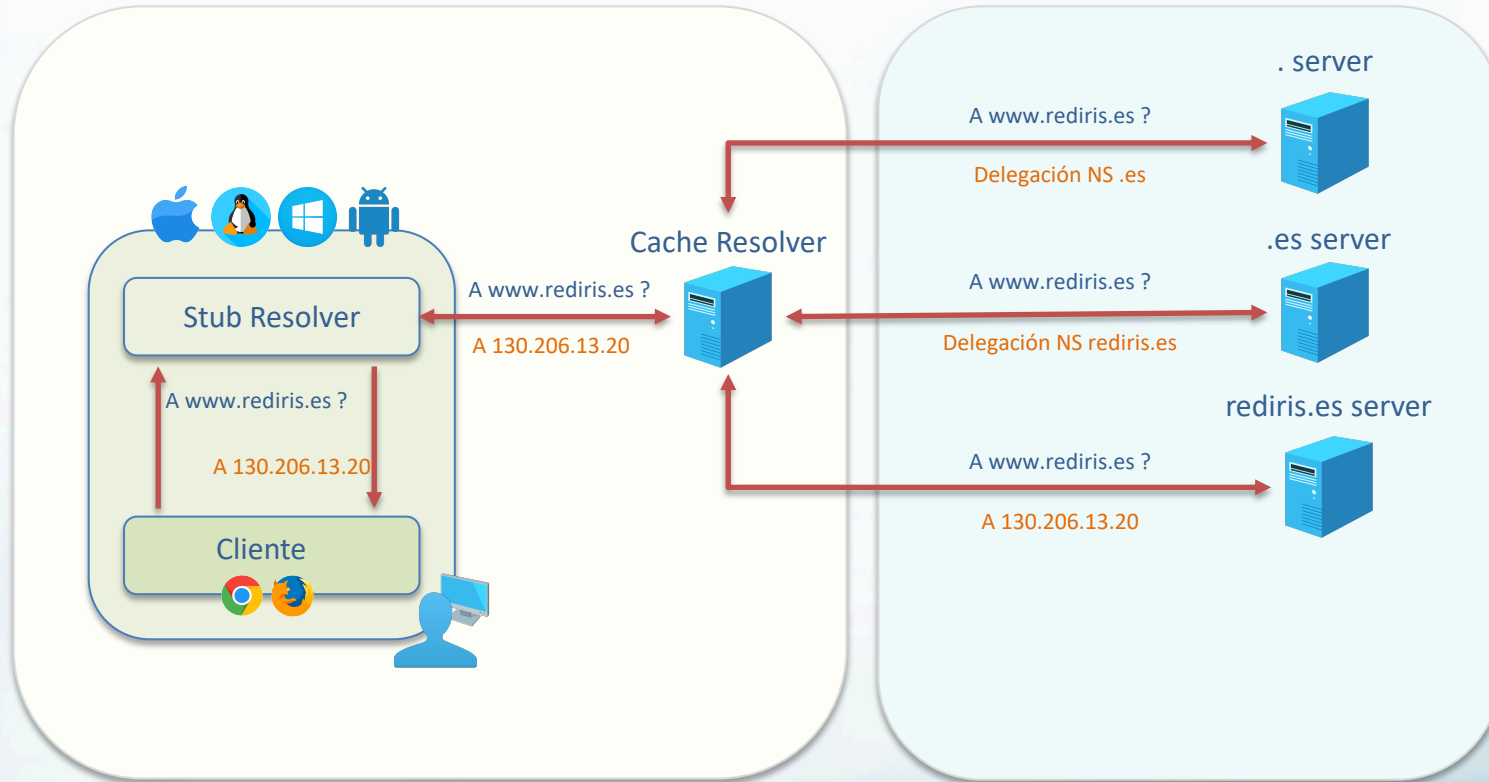 . server
A www.rediris.es ?
Delegación NS .es
Cache Resolver
.es server
A www.rediris.es ?
A www.rediris.es ?
Stub Resolver
A 130.206.13.20
Delegación NS rediris.es
A www.rediris.es ?
rediris.es server
A 130.206.13.20
A www.rediris.es ?
A 130.206.13.20
Cliente